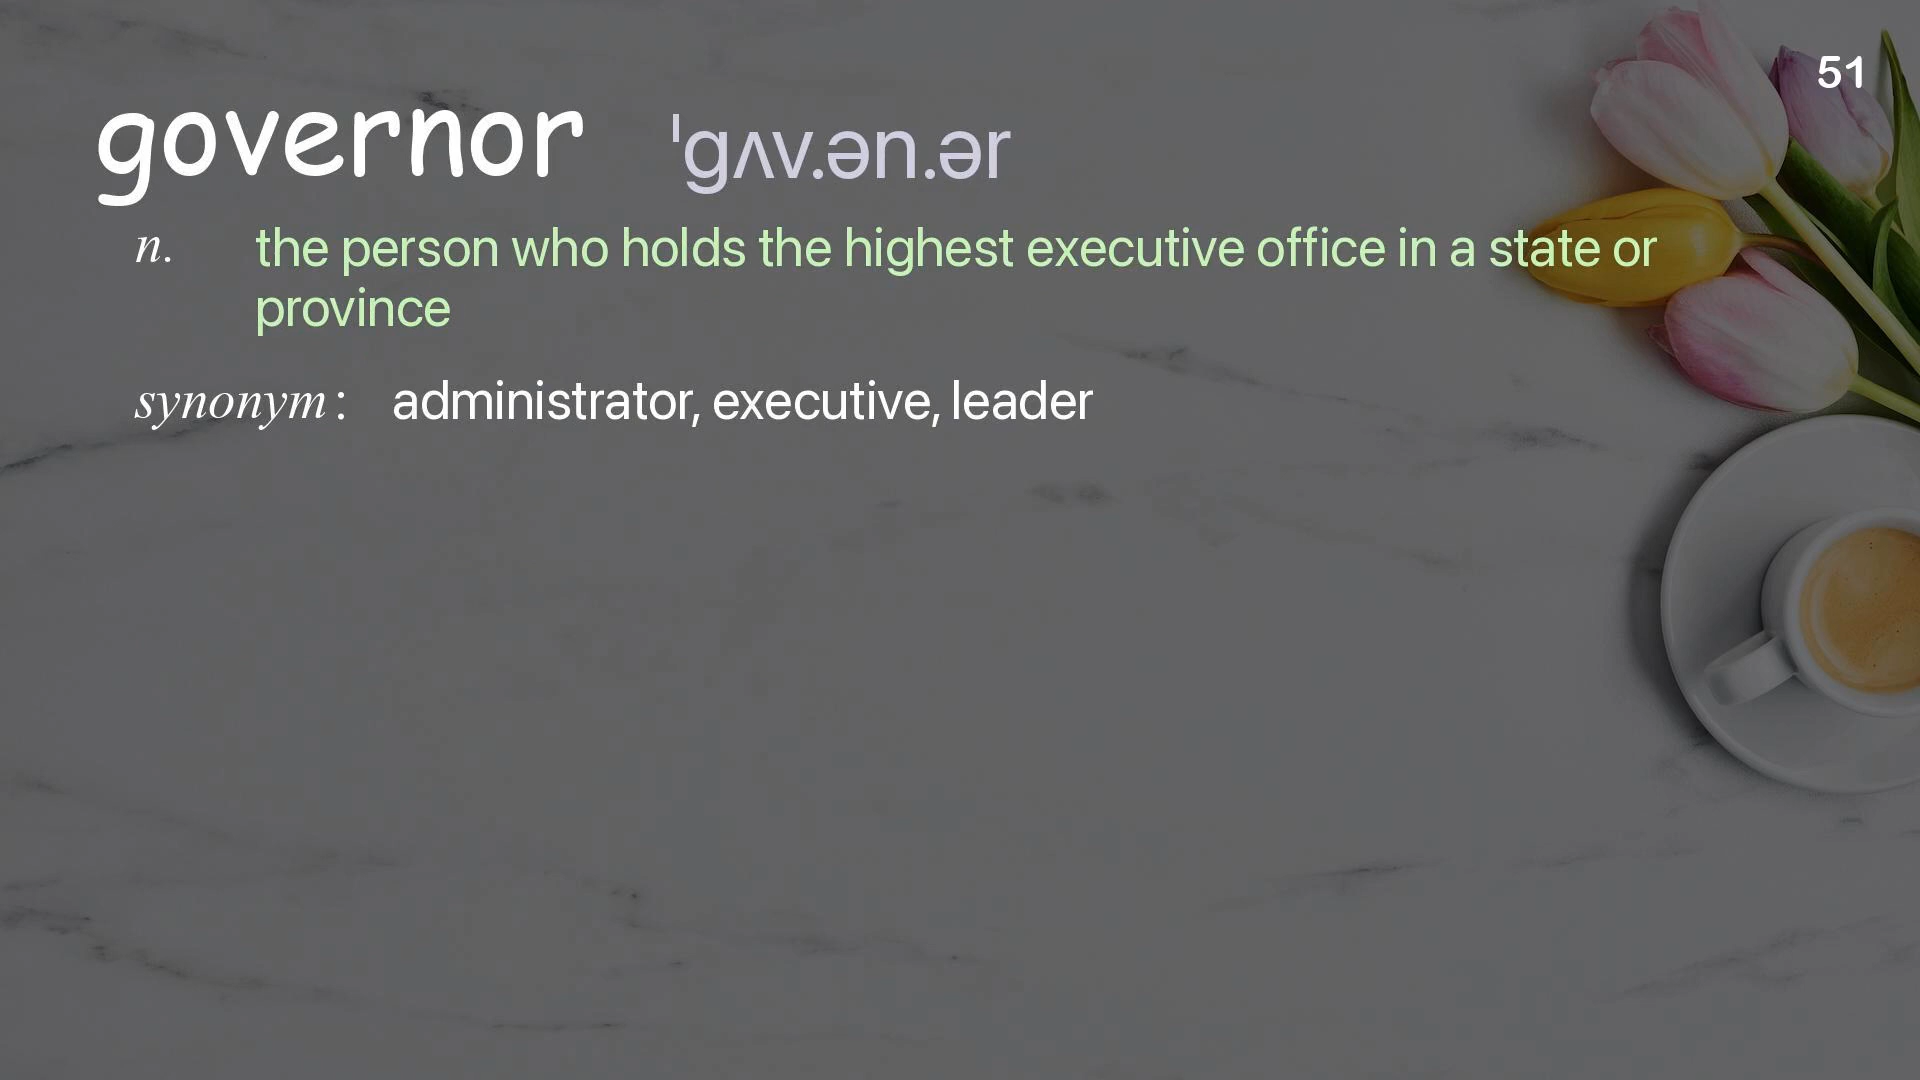 51
governor ˈɡʌv.ən.ər
n. the person who holds the highest executive office in a state or
province
synonym: administrator, executive, leader